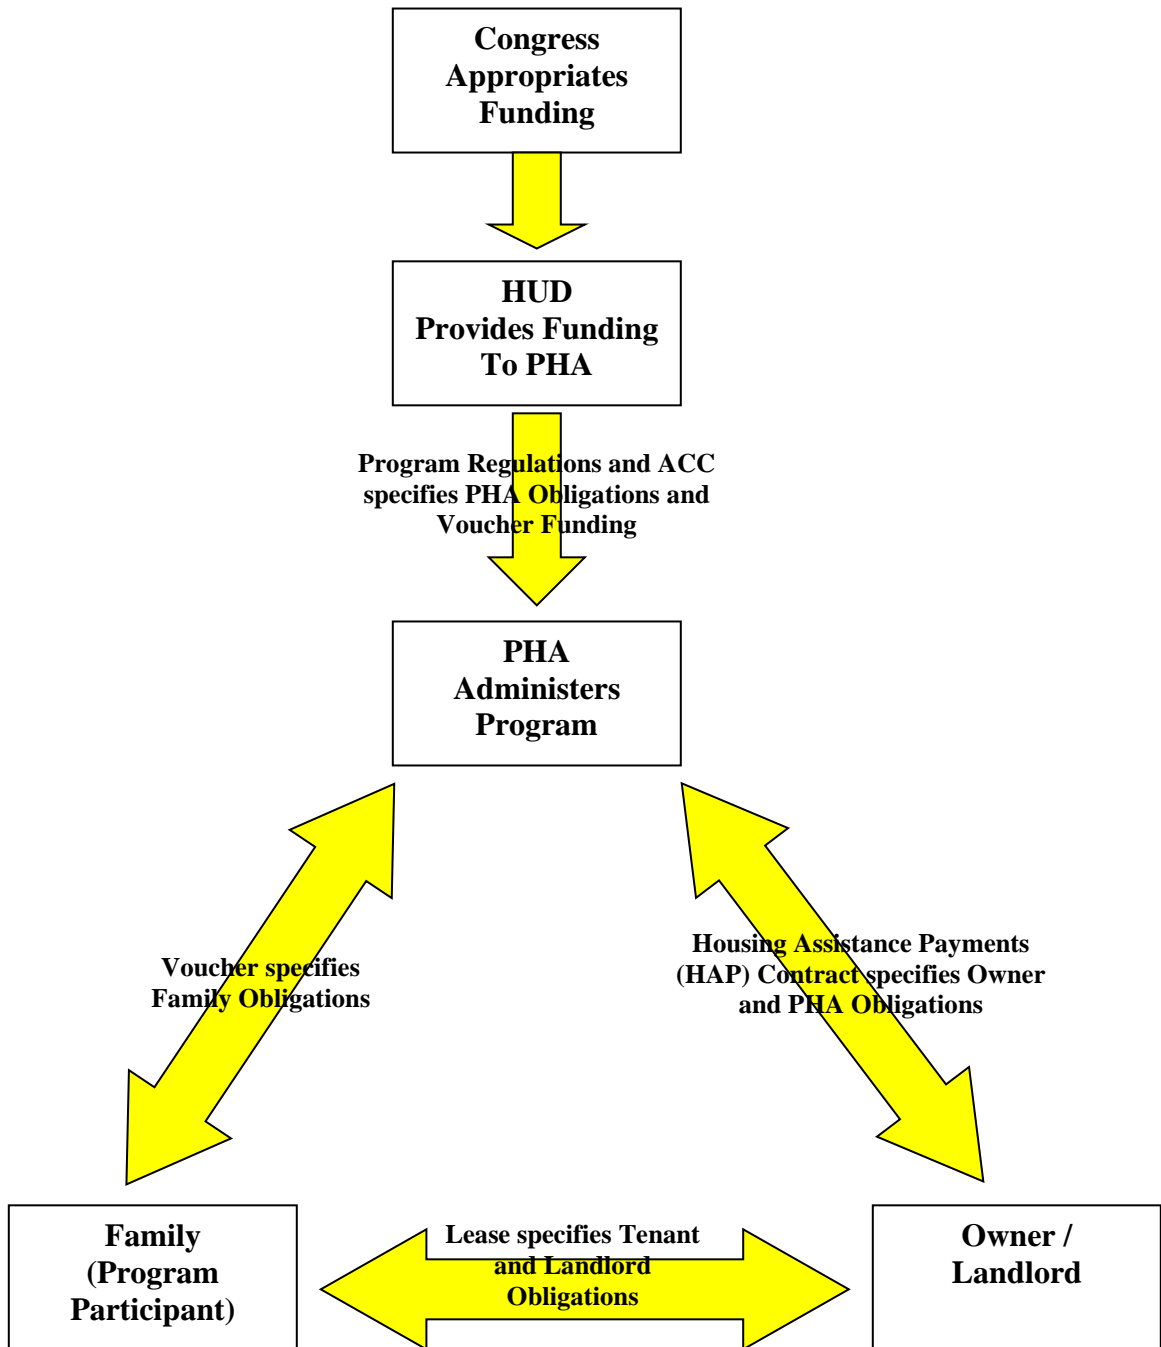 Congress
Appropriates
Funding
HUD
Provides Funding
To PHA
Program Regulations and ACC
specifies PHA Obligations and
Voucher Funding
PHA
Administers
Program
Voucher specifies
Family Obligations
Housing Assistance Payments
(HAP) Contract specifies Owner
and PHA Obligations
Family
(Program
Participant)
Lease specifies Tenant
and Landlord
Obligations
Owner /
Landlord